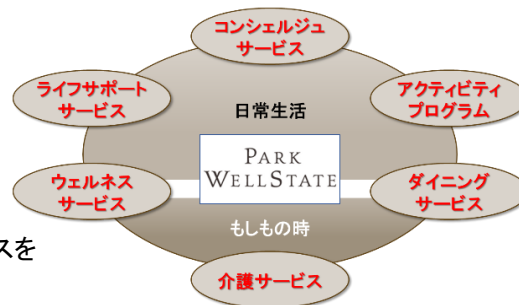 コンシェルジュ
サービス
ライフサポート
サービス
アクティビティ
プログラム
日常生活
PARK
WELLSTATE
ウェルネス
サービス
ダイニング
サービス
もしもの時
スを
介護サービス